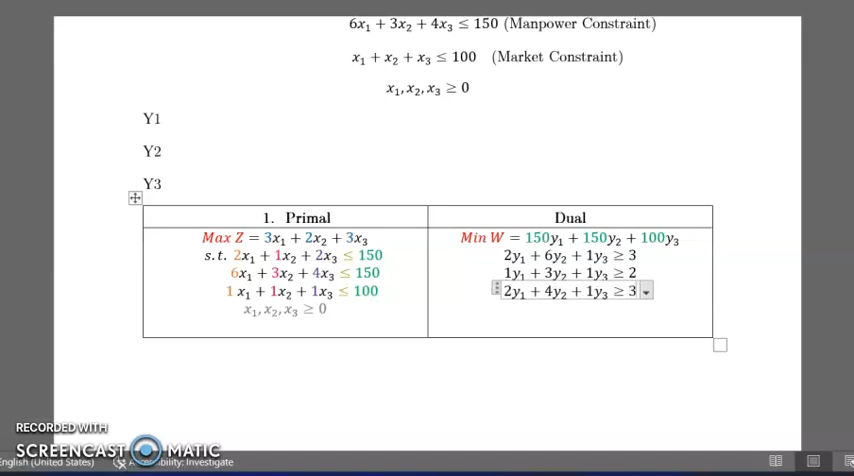 6x₁ + 3x₂ + 4x₃ ≤ 150 (Manpower Constraint)
x₁ + x₂ + x₃ ≤ 100 (Market Constraint)
x₁, x₂, x₃ ≥ 0
Y1
Y2
Y3
1. Primal
Max Z = 3x₁ + 2x₂ + 3x₃
s.t. 2x₁ + 1x₂ + 2x₃ ≤ 150
6x₁ + 3x₂ + 4x₃ ≤ 150
1 x₁ + 1x₂ + 1x₃ ≤ 100
x₁, x₂, x₃ ≥ 0
Dual
Min W = 150y₁ + 150y₂ + 100y₃
2y₁ + 6y₂ + 1y₃ ≥ 3
1y₁ + 3y₂ + 1y₃ ≥ 2
2y₁ + 4y₂ + 1y₃ ≥ 3
RECORDED WITH
SCREENCAST MATIC
English (United States) Accessibility: Investigate